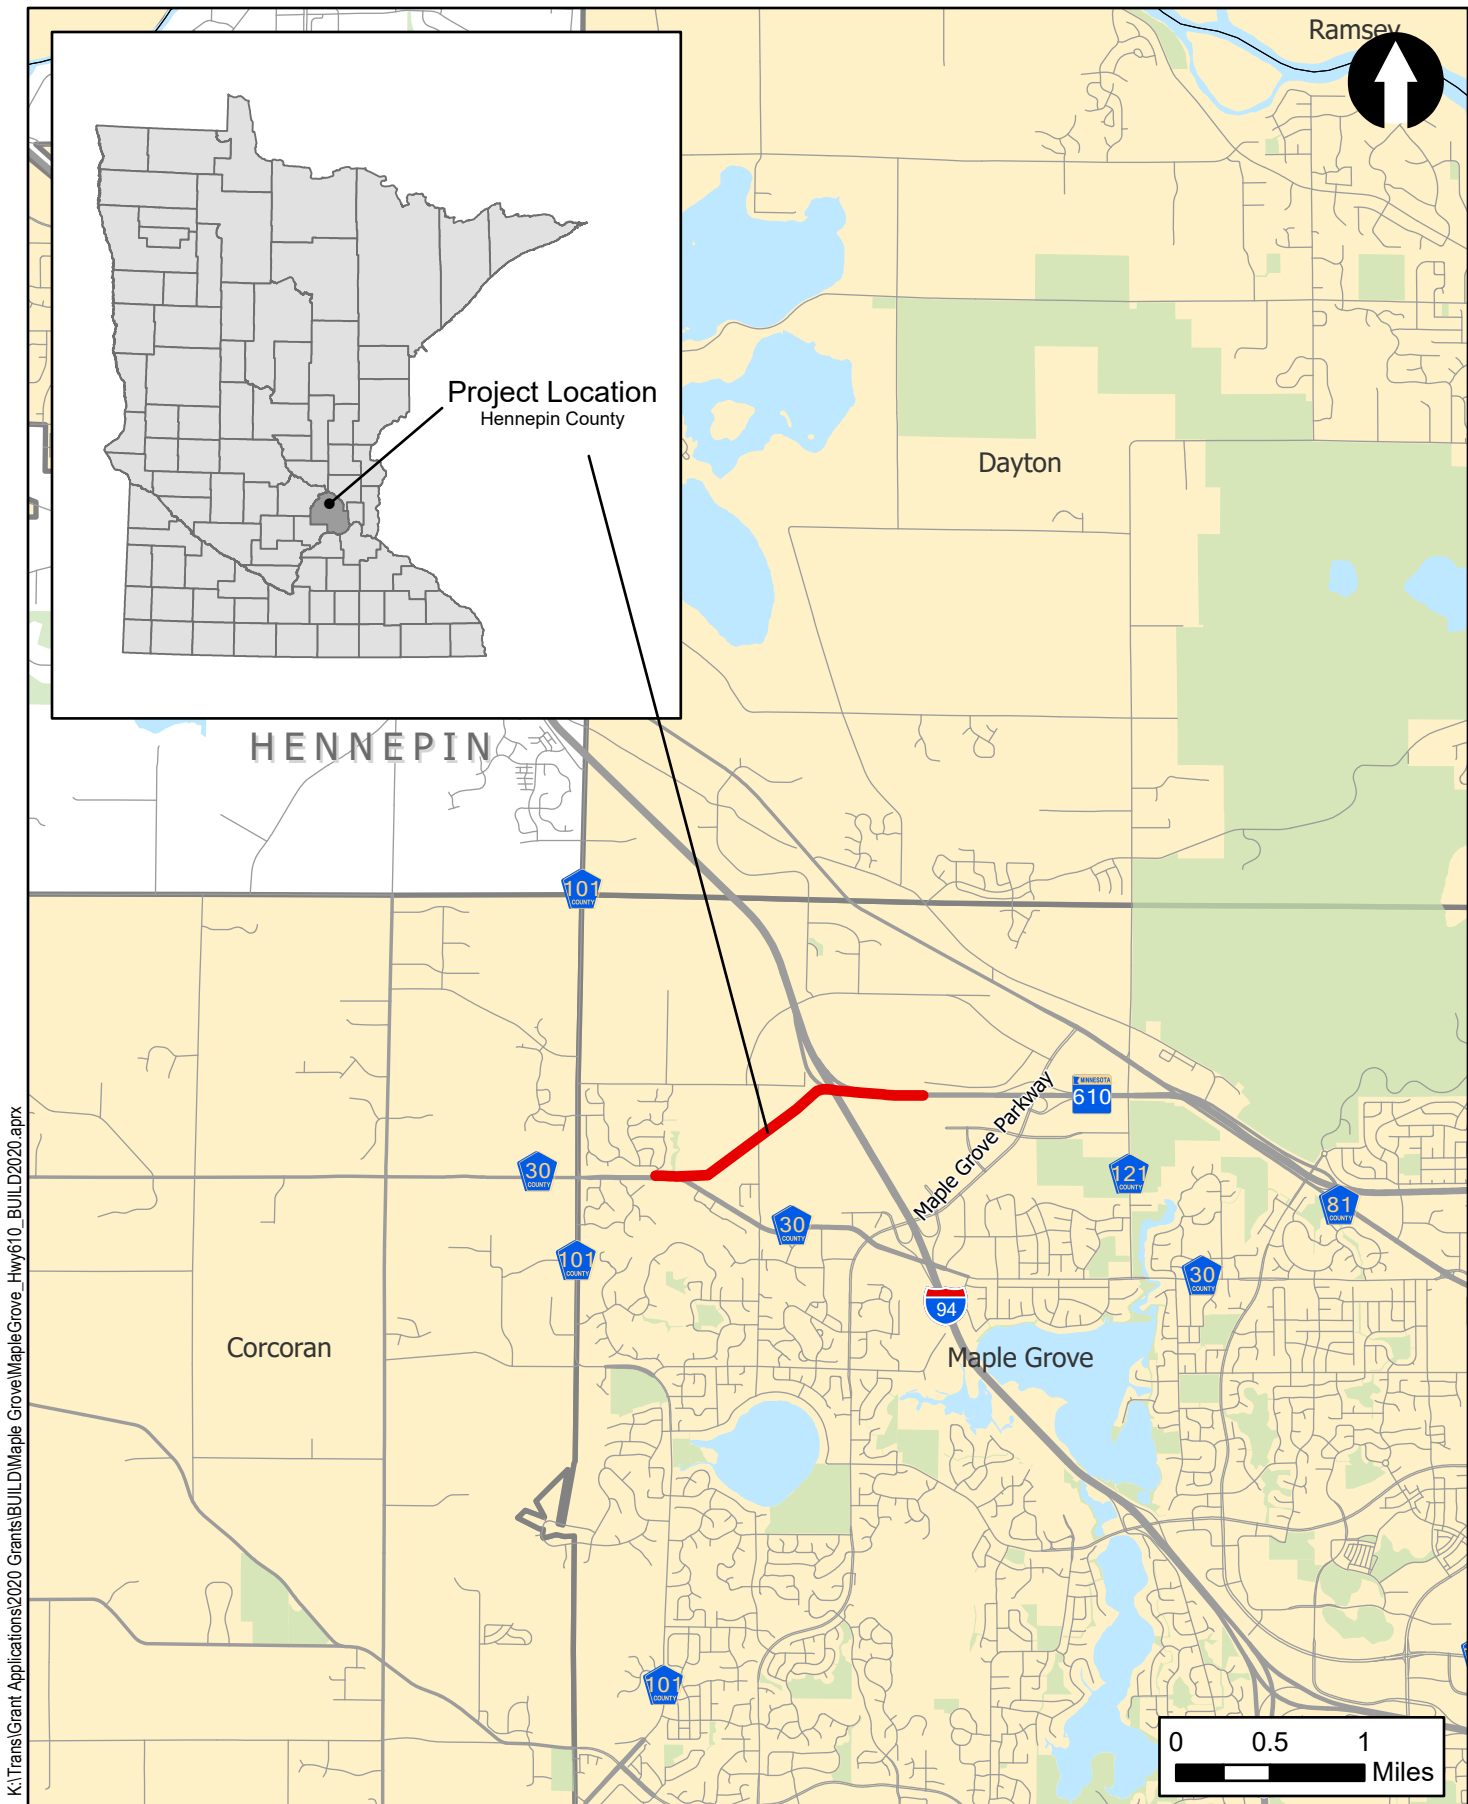 Ramsey
Project Location
Hennepin County
Dayton
HENNEPIN
101
COUNTY
MINNESOTA
610
Maple Grove Parkway
30
COUNTY
121
COUNTY
81
COUNTY
30
COUNTY
101
COUNTY
30
COUNTY
94
Corcoran
Maple Grove
101
COUNTY
0 0.5 1
Miles
K:\Trans\Grant Applications\2020 Grants\BUILD\Maple Grove\MapleGrove_Hwy610_BUILD2020.aprx